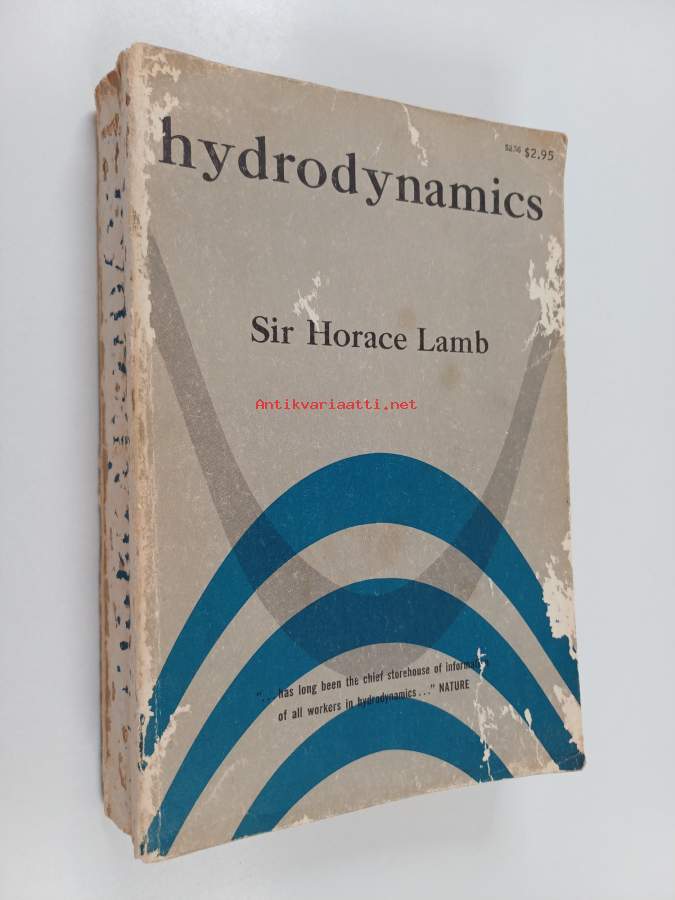 $2.95
hydrodynamics
Sir Horace Lamb
Antikvariaatti.net
"... has long been the chief storehouse of information
of all workers in hydrodynamics..." NATURE